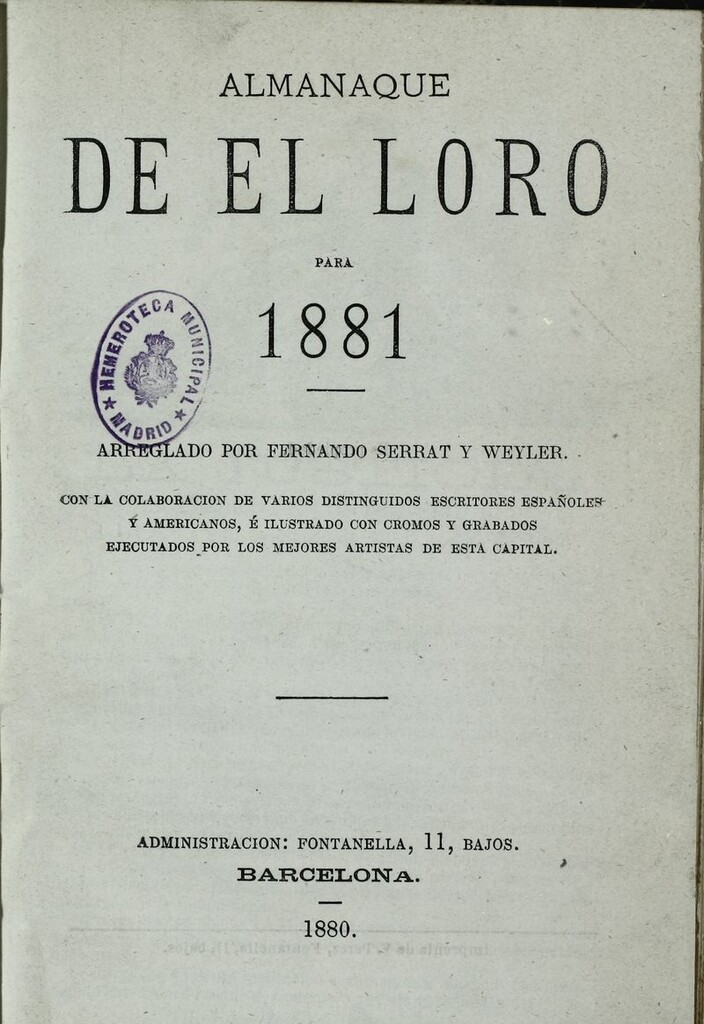 ALMANAQUE
DE EL LORO
PARA
1881
HEMEROTECA MUNICIPAL
★ MADRID ★
ARREGLADO POR FERNANDO SERRAT Y WEYLER.
CON LA COLABORACION DE VARIOS DISTINGUIDOS ESCRITORES ESPAÑOLES
Y AMERICANOS, É ILUSTRADO CON CROMOS Y GRABADOS
EJECUTADOS POR LOS MEJORES ARTISTAS DE ESTA CAPITAL.
ADMINISTRACION: FONTANELLA, 11, BAJOS.
BARCELONA.
1880.